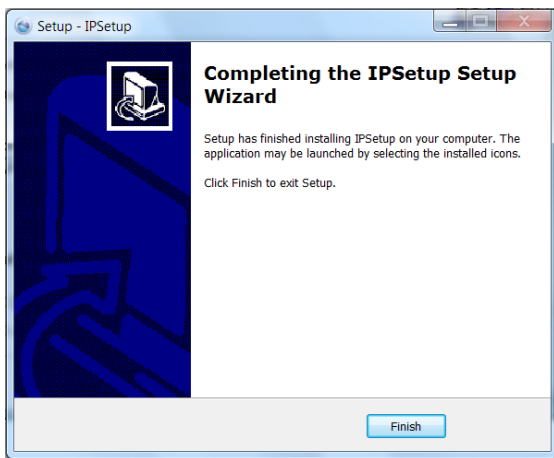 Setup - IPSetup
Completing the IPSetup Setup
Wizard
Setup has finished installing IPSetup on your computer. The
application may be launched by selecting the installed icons.
Click Finish to exit Setup.
Finish